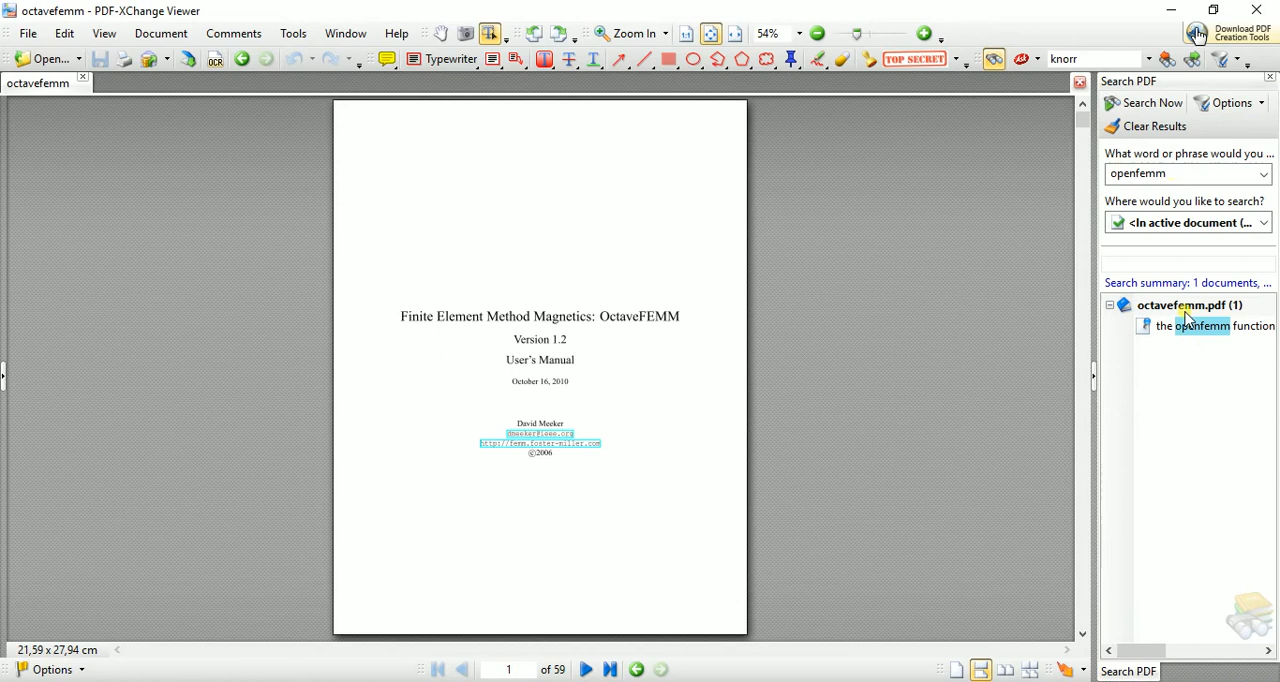 octavefemm - PDF-XChange Viewer
File Edit View Document Comments Tools Window Help Zoom In 54% Download PDF
Creation Tools
Open... OCR Typewriter TOP SECRET knorr
octavefemm Search PDF
Search Now Options
Clear Results
What word or phrase would you ...
openfemm
Where would you like to search?
<In active document (...
Search summary: 1 documents, ...
octavefemm.pdf (1)
the openfemm function
Finite Element Method Magnetics: OctaveFEMM
Version 1.2
User's Manual
October 16, 2010
David Meeker
dmeeker@ieee.org
http://femm.foster-miller.com
©2006
21,59 x 27,94 cm
Options 1 of 59 Search PDF